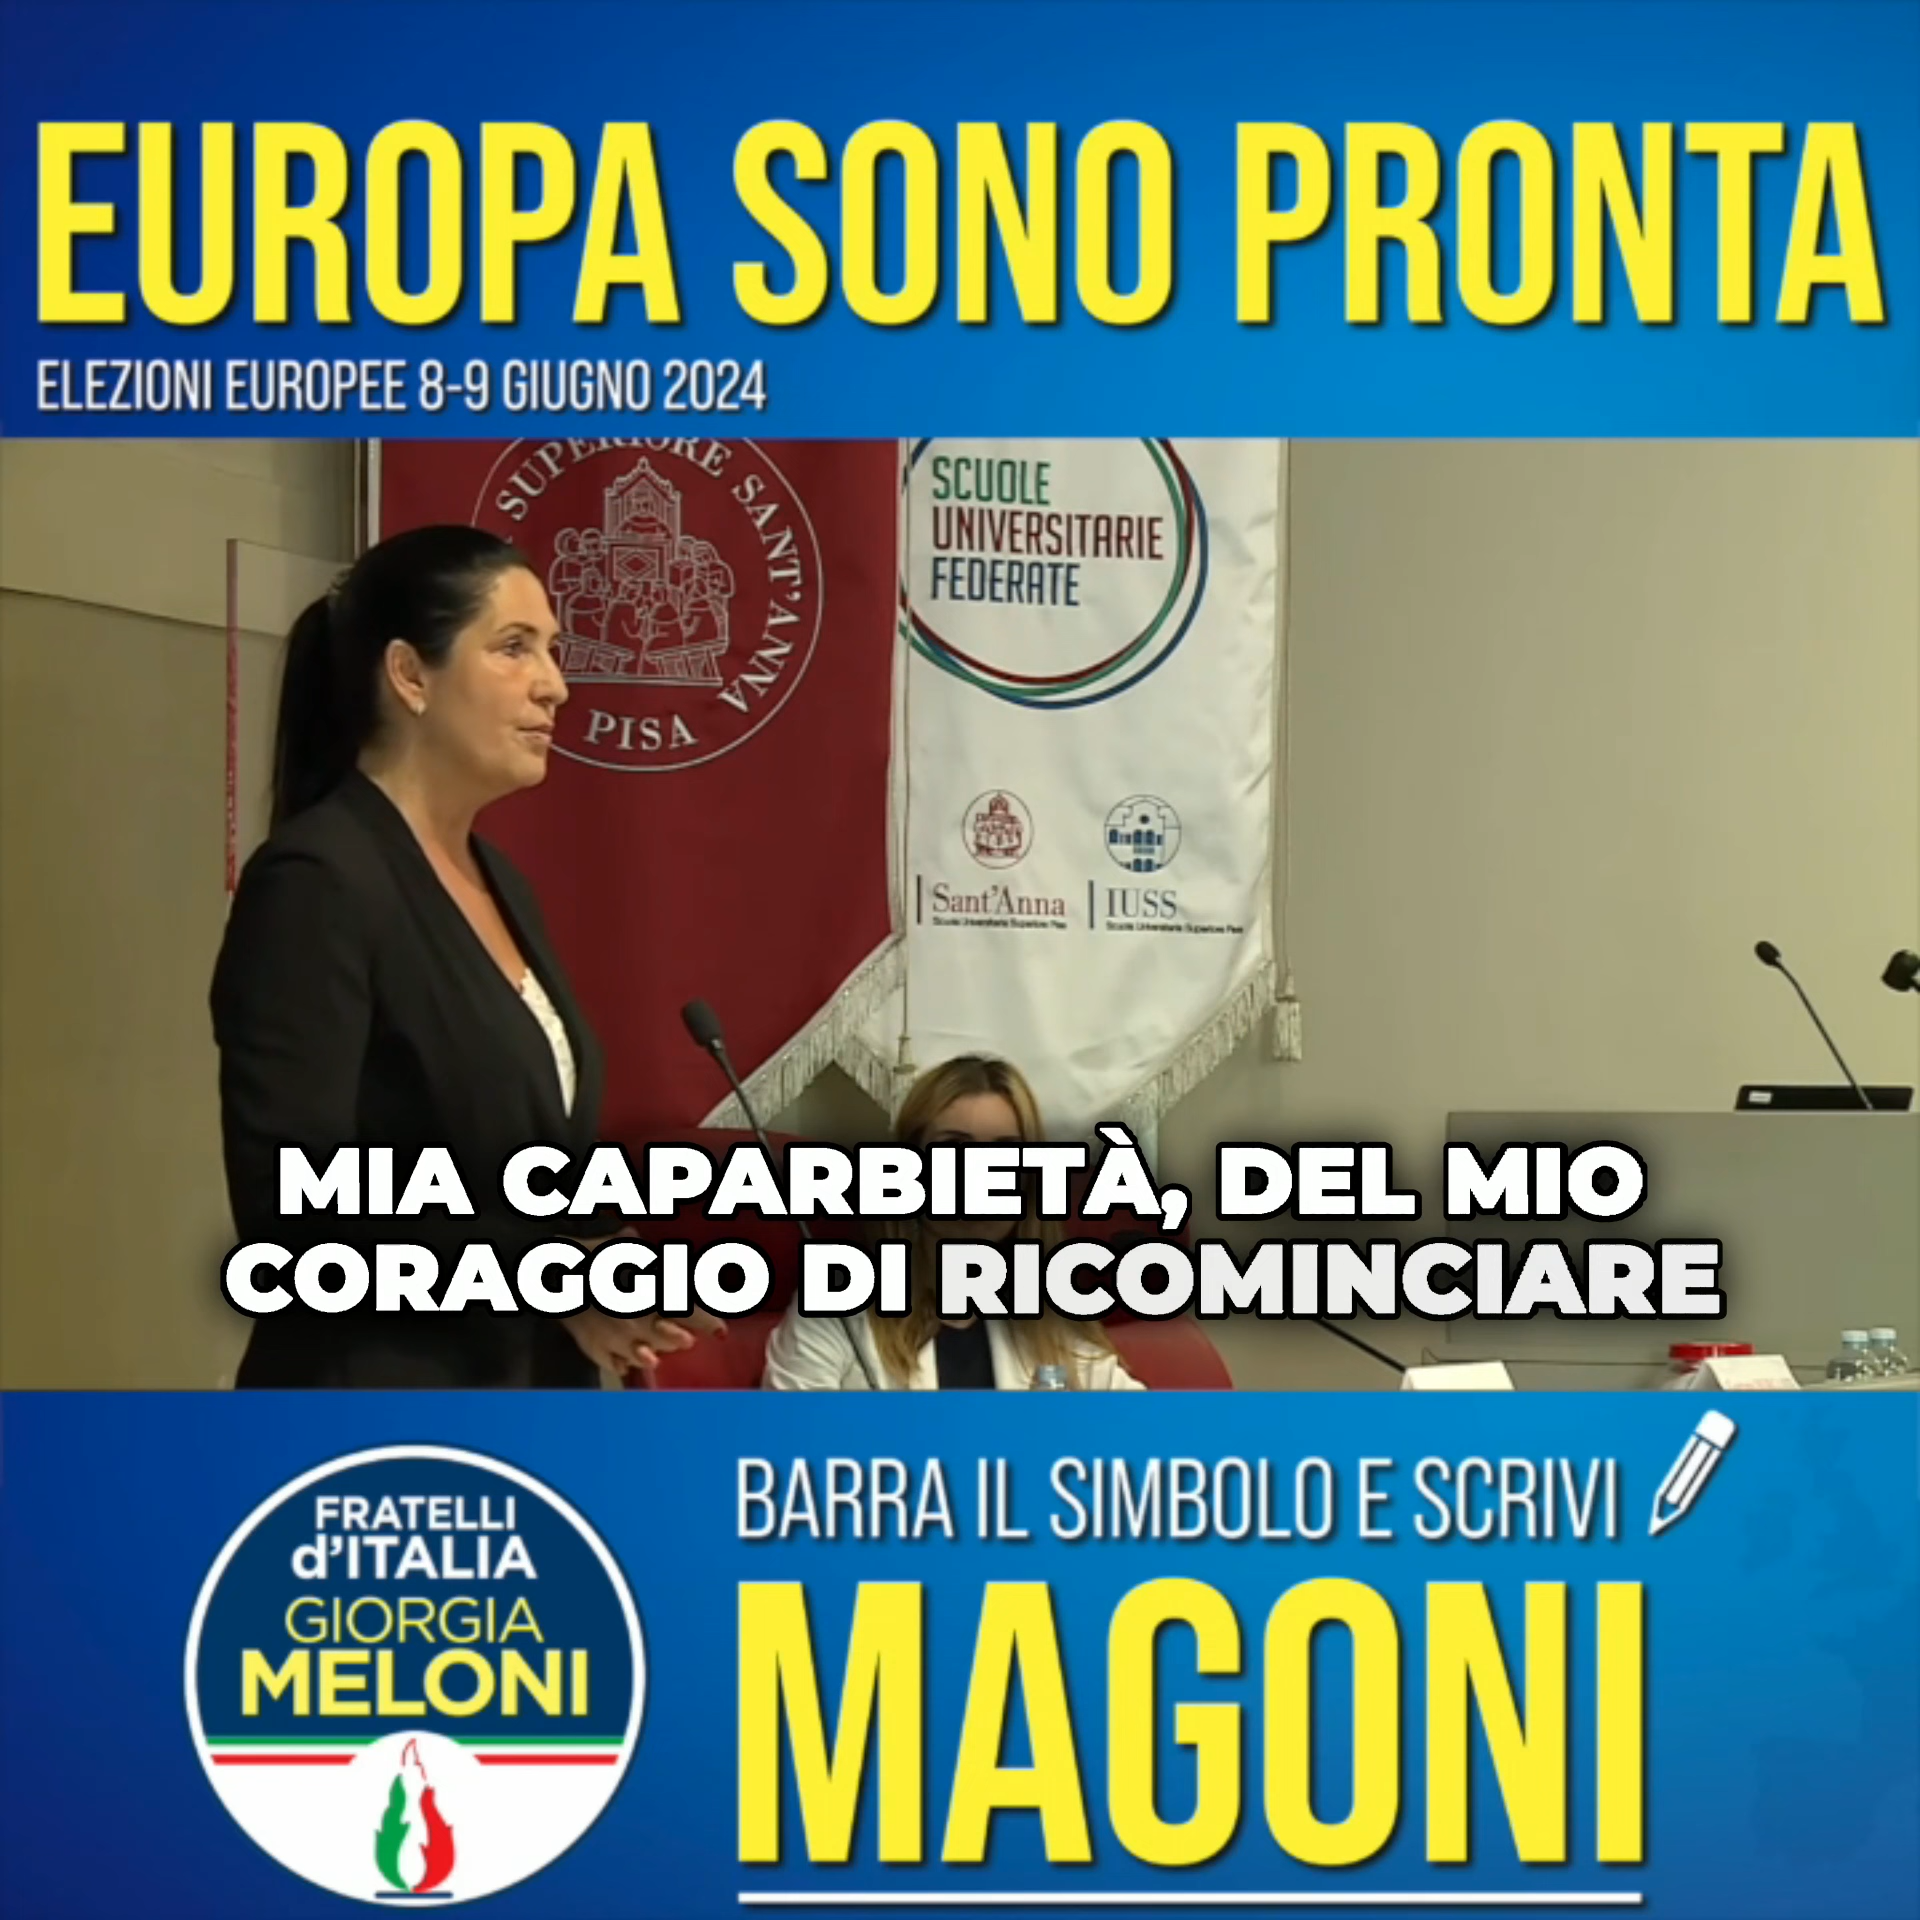 EUROPA SONO PRONTA
ELEZIONI EUROPEE 8-9 GIUGNO 2024
SUPERIORE SANT'ANNA
PISA
SCUOLE
UNIVERSITARIE
FEDERATE
Sant'Anna
IUSS
MIA CAPARBIETÀ, DEL MIO
CORAGGIO DI RICOMINCIARE
FRATELLI
d'ITALIA
GIORGIA
MELONI
BARRA IL SIMBOLO E SCRIVI
MAGONI